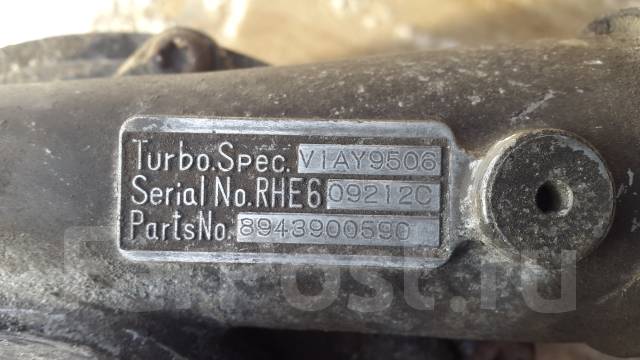 Turbo.Spec. VIAY9506
Serial No. RHE6 09212C
PartsNo. 8943900590